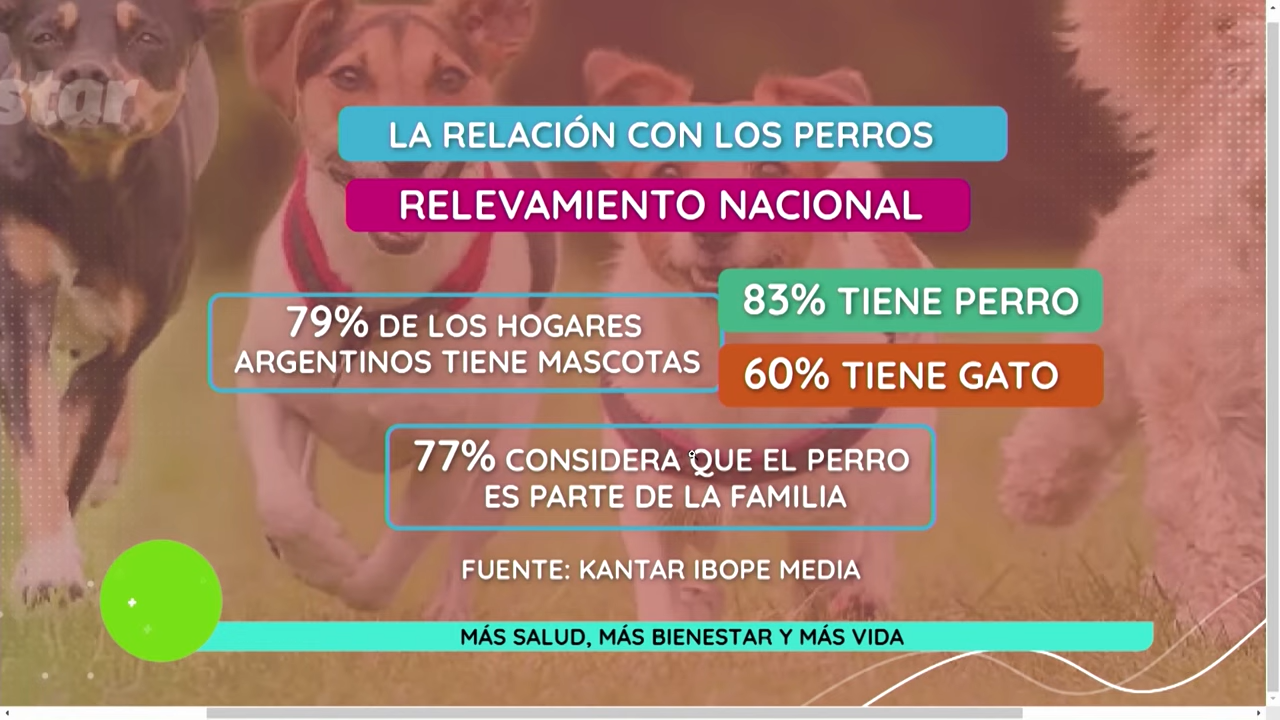 star
LA RELACIÓN CON LOS PERROS
RELEVAMIENTO NACIONAL
79% DE LOS HOGARES
ARGENTINOS TIENE MASCOTAS
83% TIENE PERRO
60% TIENE GATO
77% CONSIDERA QUE EL PERRO
ES PARTE DE LA FAMILIA
FUENTE: KANTAR IBOPE MEDIA
MÁS SALUD, MÁS BIENESTAR Y MÁS VIDA